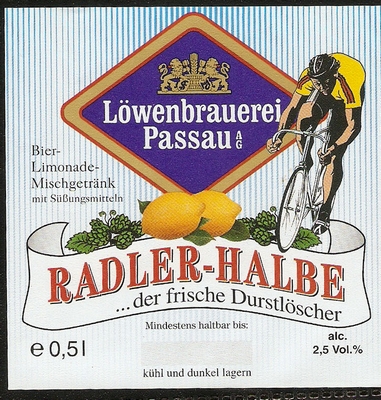 Löwenbrauerei
Passau AG
Bier-
Limonade-
Mischgetränk
mit Süßungsmitteln
RADLER-HALBE
...der frische Durstlöscher
Mindestens haltbar bis:
e 0,5l
alc.
2,5 Vol.%
kühl und dunkel lagern